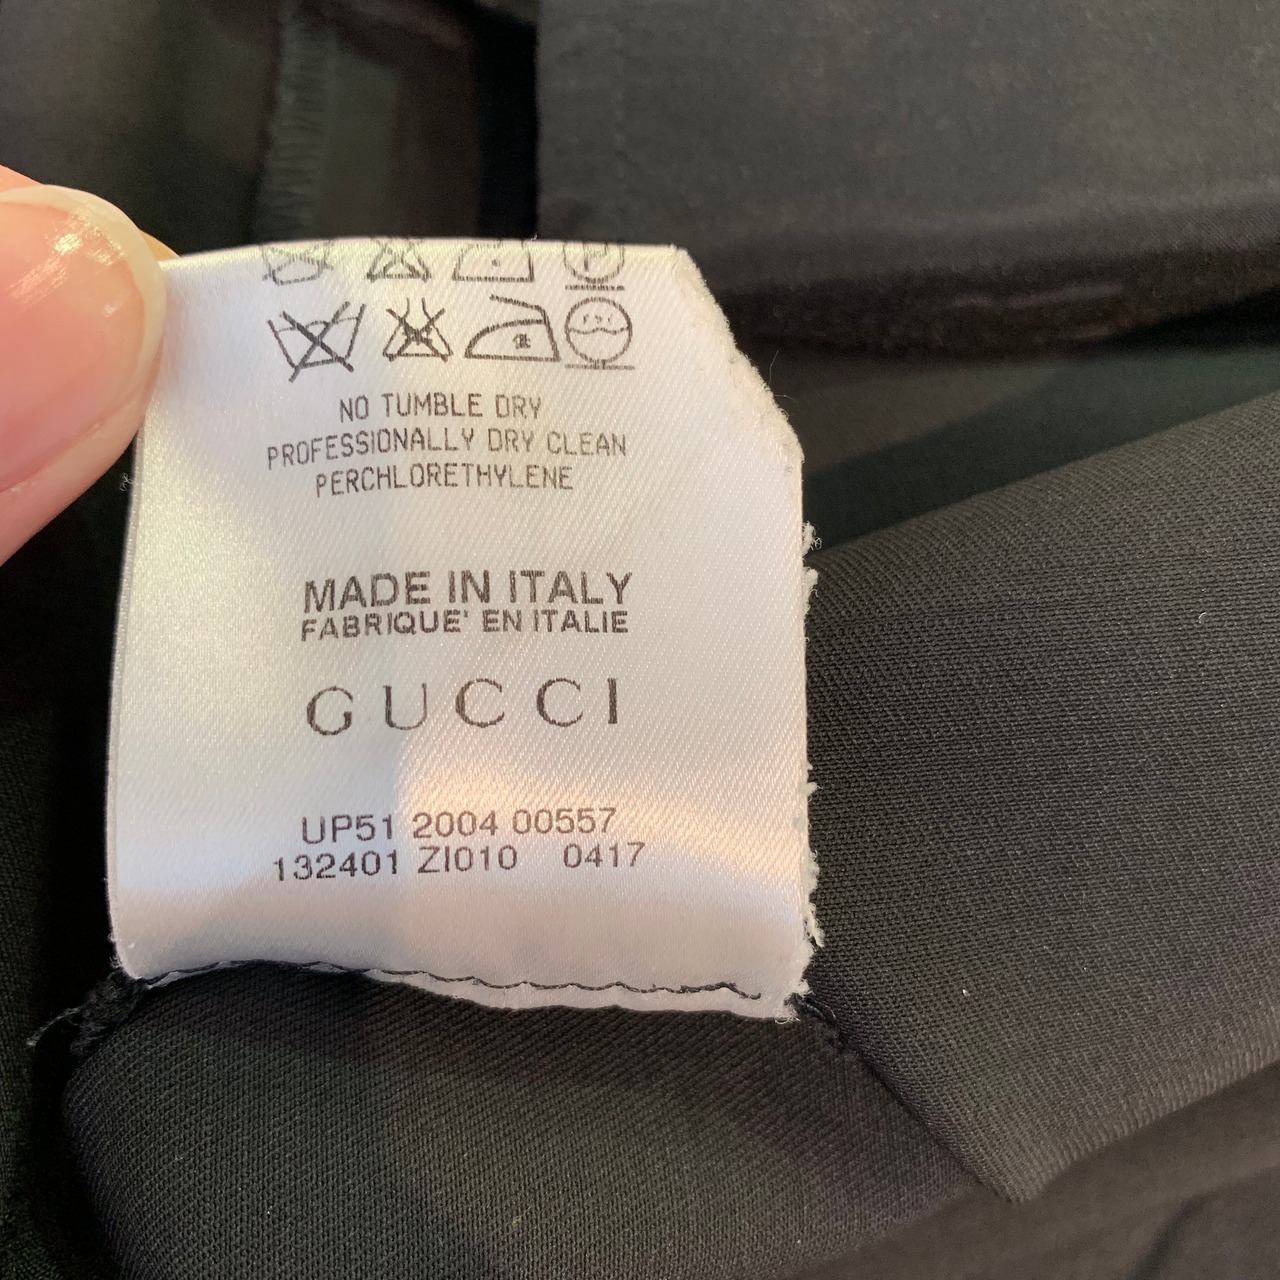 NO TUMBLE DRY
PROFESSIONALLY DRY CLEAN
PERCHLORETHYLENE
MADE IN ITALY
FABRIQUE' EN ITALIE
GUCCI
UP51 2004 00557
132401 ZI010 0417